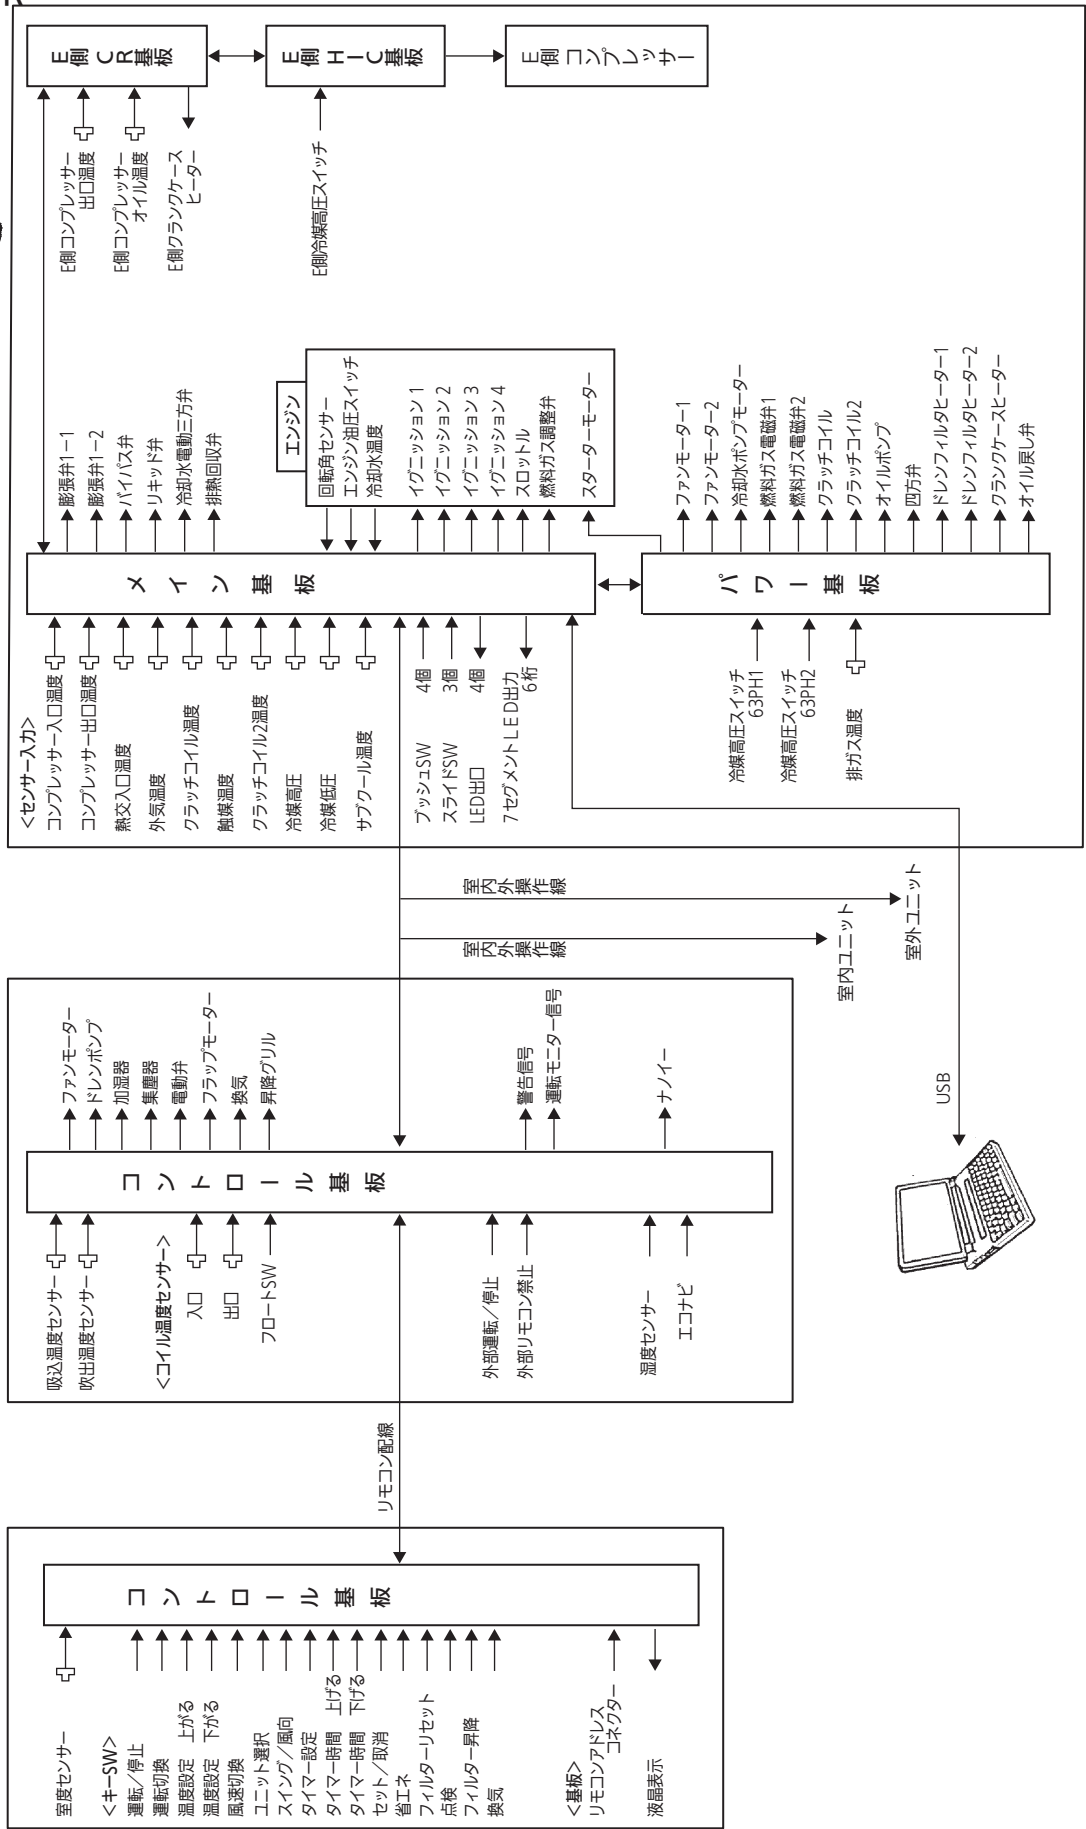 室度センサー
<キーSW>
運転/停止
運転切換
温度設定 上がる
温度設定 下がる
風速切換
ユニット選択
スイング/風向
タイマー設定
タイマー時間 上げる
タイマー時間 下げる
セット/取消
省エネ
フィルターリセット
点検
フィルター昇降
換気
<基板>
リモコンアドレス
コネクター
液晶表示
コントロール基板
リモコン配線
吸込温度センサー
吹出温度センサー
<コイル温度センサー>
入口
出口
フロートSW
外部運転/停止
外部リモコン禁止
湿度センサー
エコナビ
コントロール基板
ファンモーター
ドレンポンプ
加湿器
集塵器
電動弁
フラップモーター
換気
昇降グリル
警告信号
運転モニター信号
ナノイー
室内外操作線
室内外操作線
室内ユニット
室外ユニット
USB
<センサー入力>
コンプレッサー入口温度
コンプレッサー出口温度
熱交入口温度
外気温度
クラッチコイル温度
触媒温度
クラッチコイル2温度
冷媒高圧
冷媒低圧
サブクール温度
プッシュSW 4個
スライドSW 3個
LED出口 4個
7セグメントLED出力
6桁
メイン基板
膨張弁1ー1
膨張弁1ー2
バイパス弁
リキッド弁
冷却水電動三方弁
排熱回収弁
エンジン
回転角センサー
エンジン油圧スイッチ
冷却水温度
イグニッション1
イグニッション2
イグニッション3
イグニッション4
スロットル
燃料ガス調整弁
スターターモーター
冷媒高圧スイッチ
63PH1
冷媒高圧スイッチ
63PH2
排ガス温度
パワー基板
ファンモーター1
ファンモーター2
冷却水ポンプモーター
燃料ガス電磁弁1
燃料ガス電磁弁2
クラッチコイル
クラッチコイル2
オイルポンプ
四方弁
ドレンフィルタヒーター1
ドレンフィルタヒーター2
クランクケースヒーター
オイル戻し弁
E側コンプレッサー
出口温度
E側コンプレッサー
オイル温度
E側クランクケース
ヒーター
E側冷媒高圧スイッチ
E側CR基板
E側HIC基板
E側コンプレッサー